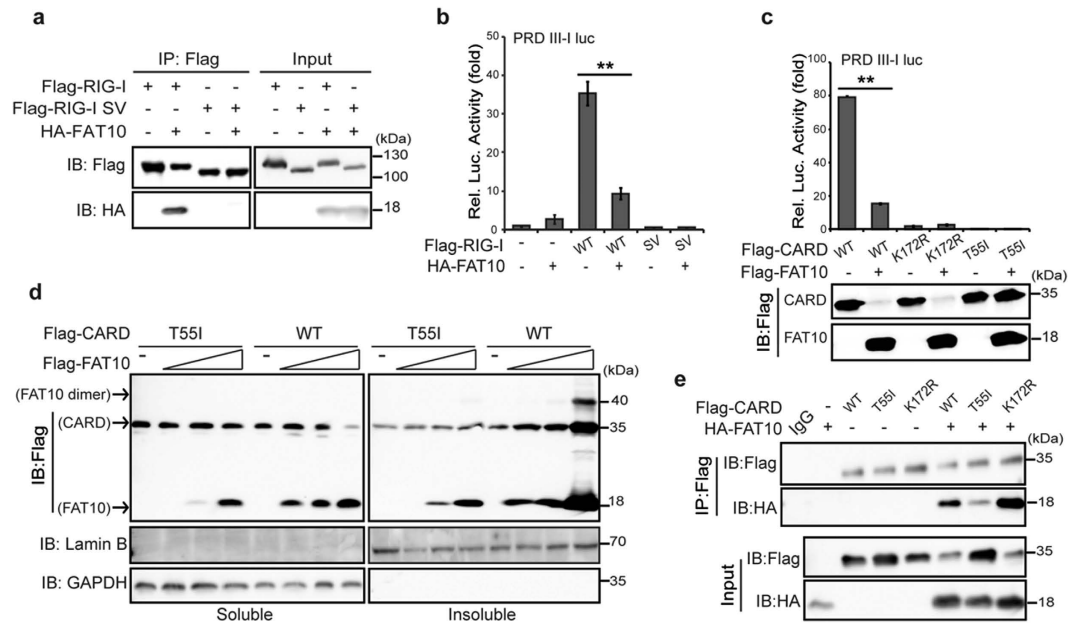 a
IP: Flag Input
Flag-RIG-I + + - - + - + -
Flag-RIG-I SV - - + + - + - +
HA-FAT10 - + - + - - + +
(kDa)
IB: Flag 130
100
IB: HA 18
b
PRD III-I luc
Rel. Luc. Activity (fold)
50
40
30
20
10
0
**
Flag-RIG-I - - WT WT SV SV
HA-FAT10 - + - + - +
c
PRD III-I luc
Rel. Luc. Activity (fold)
100
80
60
40
20
0
**
Flag-CARD WT WT K172R K172R T55I T55I
Flag-FAT10 - + - + - +
(kDa)
IB:Flag
CARD 35
FAT10 18
d
Flag-CARD T55I WT T55I WT
Flag-FAT10 - - - -
(kDa)
(FAT10 dimer) 40
IB:Flag
(CARD) 35
(FAT10) 18
IB: Lamin B 70
IB: GAPDH 35
Soluble Insoluble
e
Flag-CARD - WT T55I K172R WT T55I K172R
HA-FAT10 IgG + - - - + + +
(kDa)
IP:Flag
IB:Flag 35
IB:HA 18
Input
IB:Flag 35
IB:HA 18